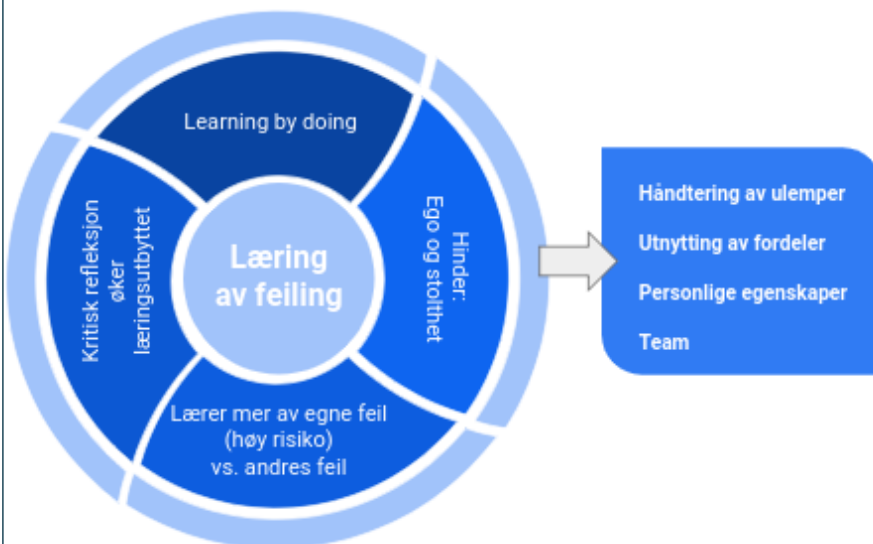 Learning by doing
Hinder:
Ego og stolthet
Læring
av feiling
Kritisk refleksjon
øker
læringsutbyttet
Lærer mer av egne feil
(høy risiko)
vs. andres feil
Håndtering av ulemper
Utnytting av fordeler
Personlige egenskaper
Team